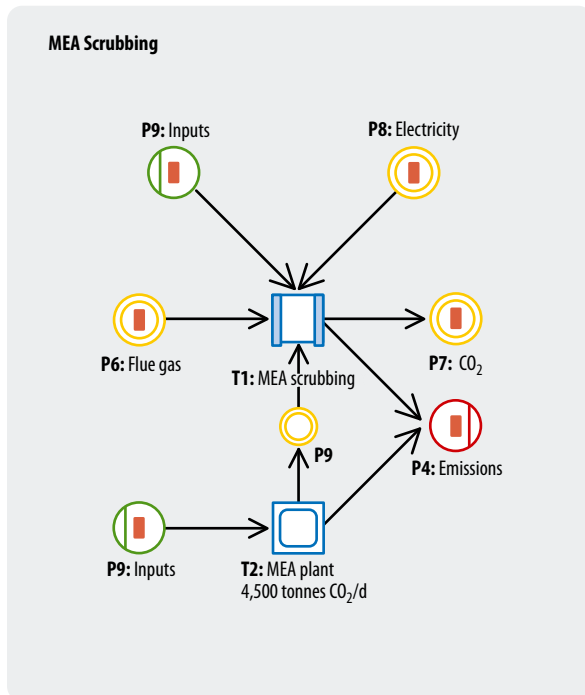 MEA Scrubbing
P9: Inputs
P8: Electricity
P6: Flue gas
T1: MEA scrubbing
P7: CO₂
P9
P4: Emissions
P9: Inputs
T2: MEA plant
4,500 tonnes CO₂/d